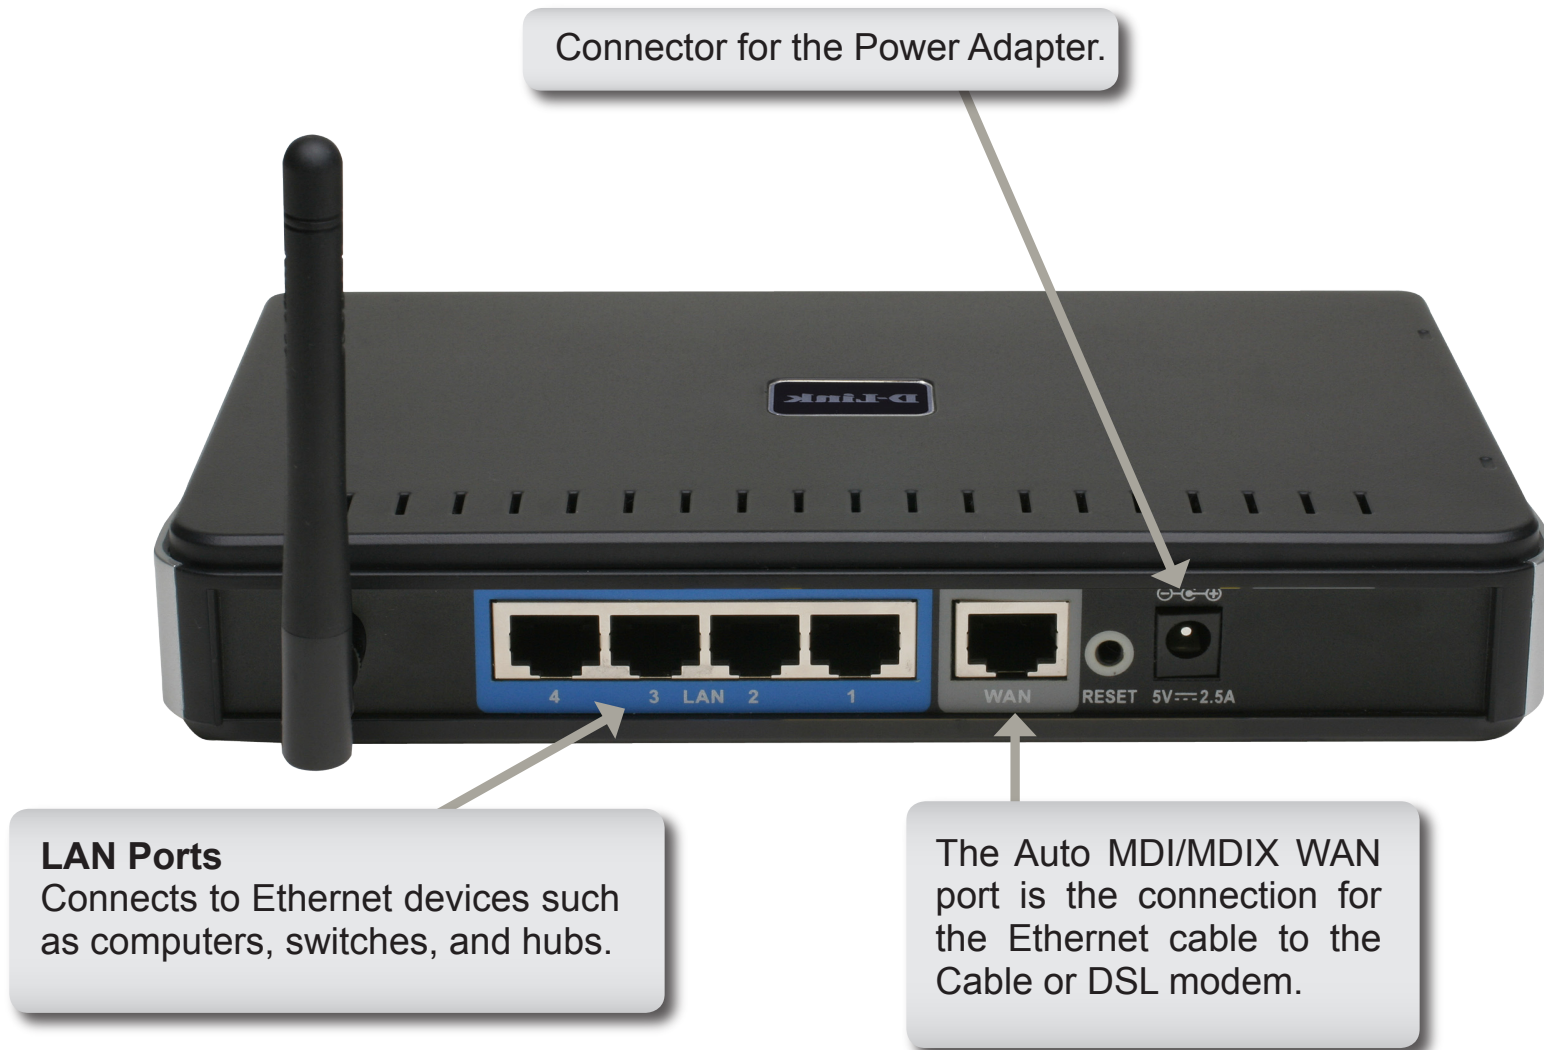 Connector for the Power Adapter.
D-Link
4 3 LAN 2 1
WAN
RESET
5V⎓2.5A
LAN Ports
Connects to Ethernet devices such
as computers, switches, and hubs.
The Auto MDI/MDIX WAN
port is the connection for
the Ethernet cable to the
Cable or DSL modem.